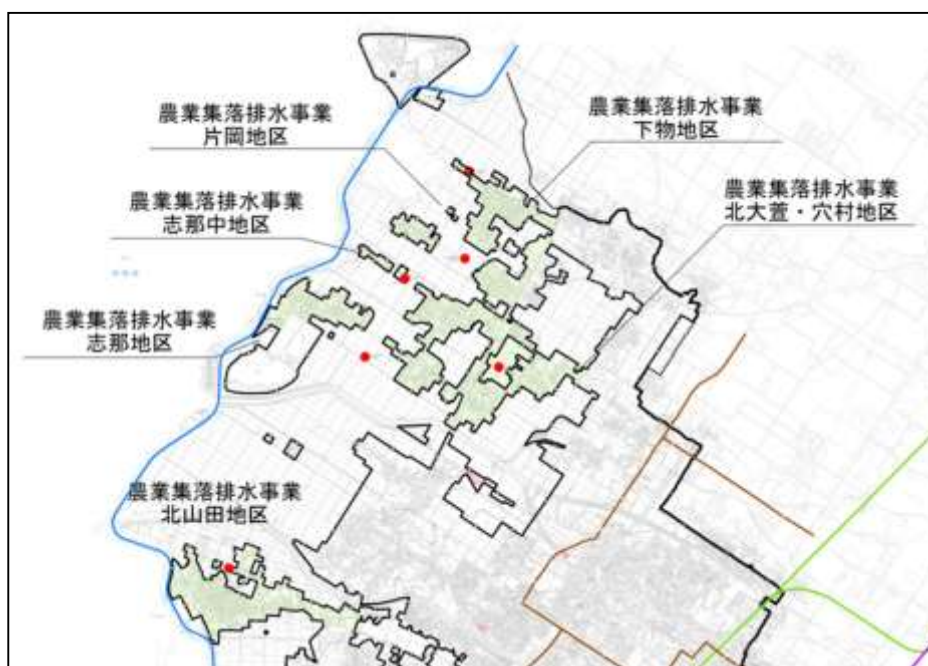 農業集落排水事業
片岡地区
農業集落排水事業
下物地区
農業集落排水事業
志那中地区
農業集落排水事業
北大萱・穴村地区
農業集落排水事業
志那地区
農業集落排水事業
北山田地区